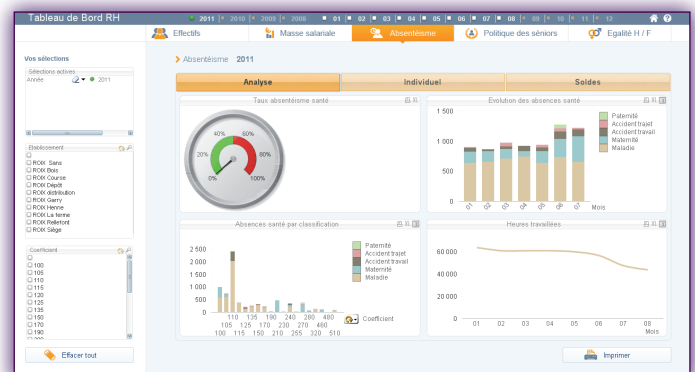 Tableau de Bord RH
2011 2010 2009 2008 01 02 03 04 05 06 07 08 09 10 11 12
Effectifs Masse salariale Absentéisme Politique des séniors Egalité H / F
Vos sélections
Sélections actives
Année 2011
Etablissement
ROIX Sans
ROIX Bois
ROIX Course
ROIX Dépôt
ROIX distribution
ROIX Gerry
ROIX Henne
ROIX La ferme
ROIX Relefont
ROIX Siège
Coefficient
100
105
110
115
120
125
135
150
170
190
200
Effacer tout
Absentéisme 2011
Analyse Individuel Soldes
Taux absentéisme santé XL
0% 20% 40% 60% 80% 100%
Evolution des absences santé XL
1 500
1 000
500
0
01 02 03 04 05 06 07 Mois
Paternité
Accident trajet
Accident travail
Maternité
Maladie
Absences santé par classification XL
2 500
2 000
1 500
1 000
500
0
110 135 190 240 280 480
105 125 170 230 270 460
100 115 150 210 255 320 510
Paternité
Accident trajet
Accident travail
Maternité
Maladie
Coefficient
Heures travaillées XL
60 000
40 000
20 000
0
01 02 03 04 05 06 07 08
Mois
Imprimer